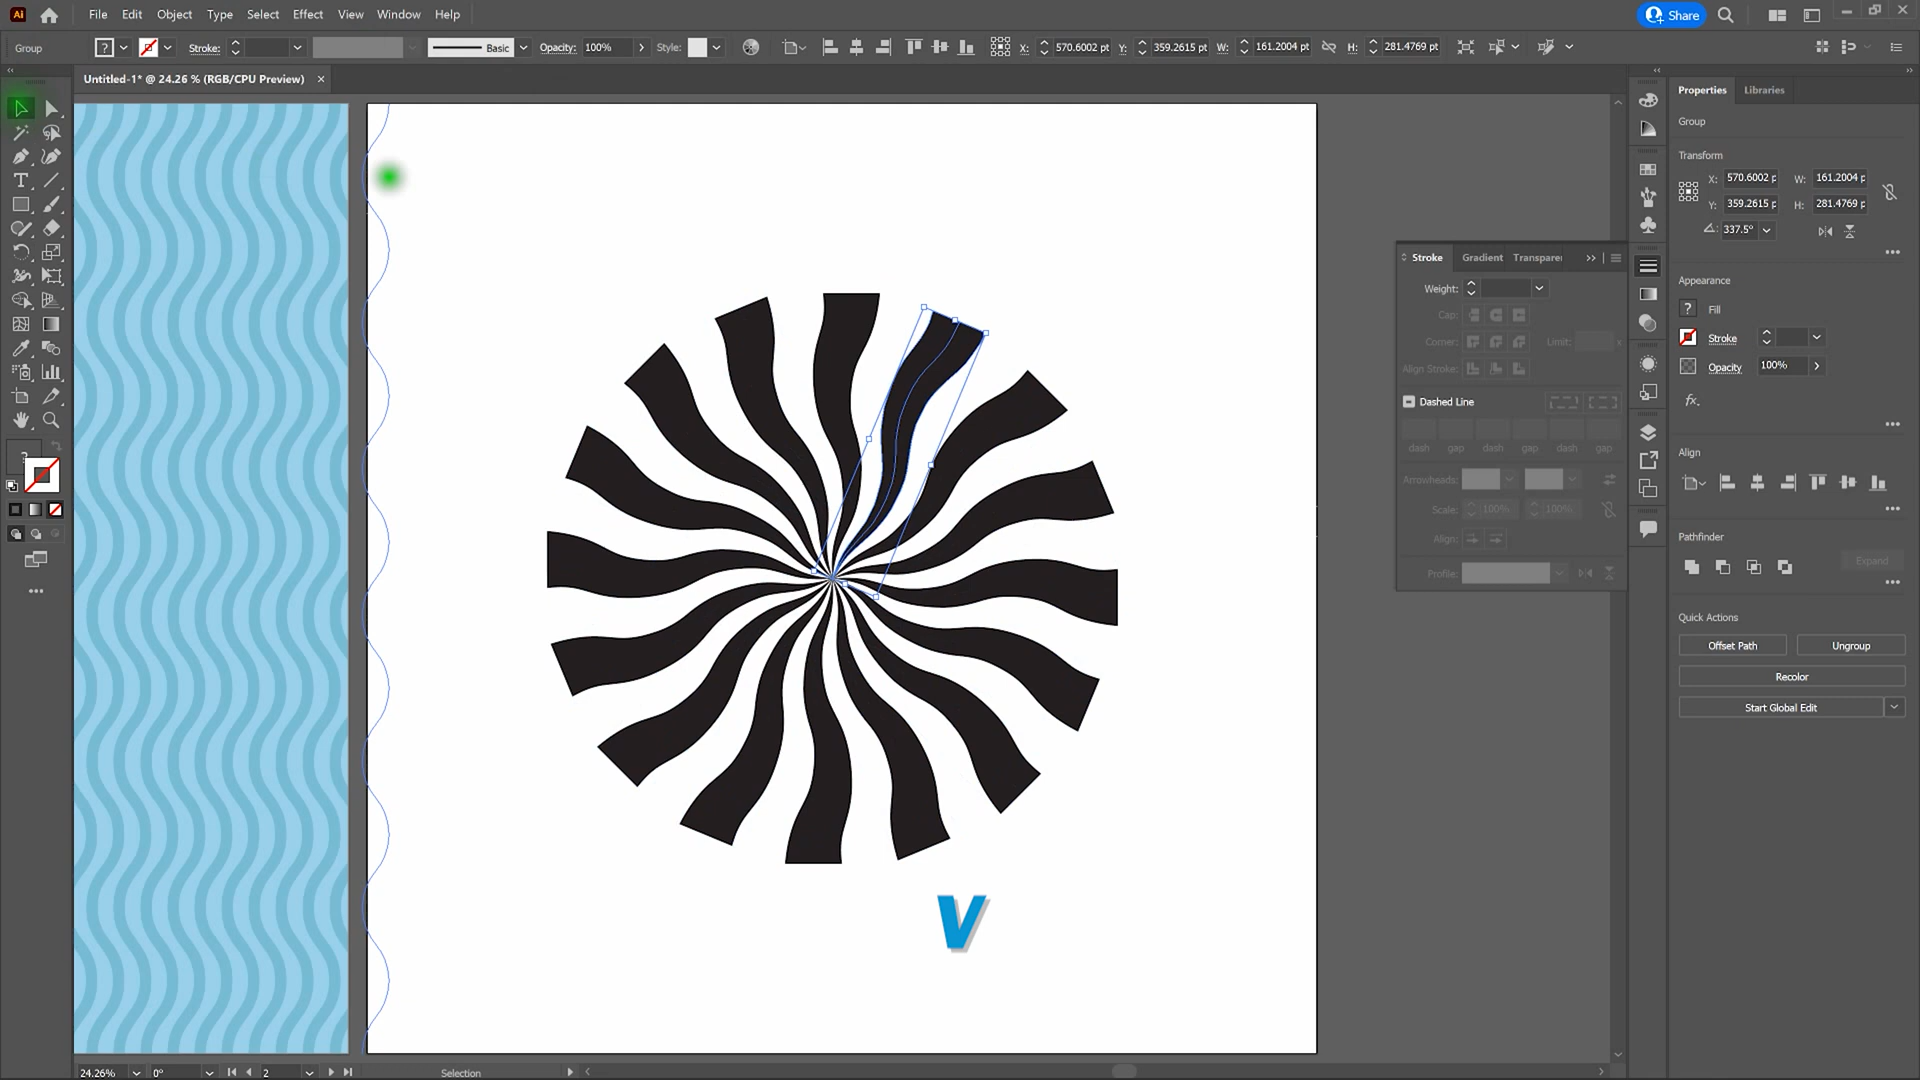 Ai File Edit Object Type Select Effect View Window Help Share
Group ? Stroke: Basic Opacity: 100% Style: X: 570.6002 pt Y: 359.2615 pt W: 161.2004 pt H: 281.4769 pt
Untitled-1* @ 24.26 % (RGB/CPU Preview) ×
T
?
V
Stroke Gradient Transparen
Weight:
Cap:
Corner: Limit: x
Align Stroke:
Dashed Line
dash gap dash gap dash gap
Arrowheads:
Scale: 100% 100%
Align:
Profile:
Properties Libraries
Group
Transform
X: 570.6002 p W: 161.2004 p
Y: 359.2615 p H: 281.4769 p
337.5°
Appearance
? Fill
Stroke
Opacity 100%
fx.
Align
Pathfinder
Expand
Quick Actions
Offset Path Ungroup
Recolor
Start Global Edit
24.26% 0° 2 Selection